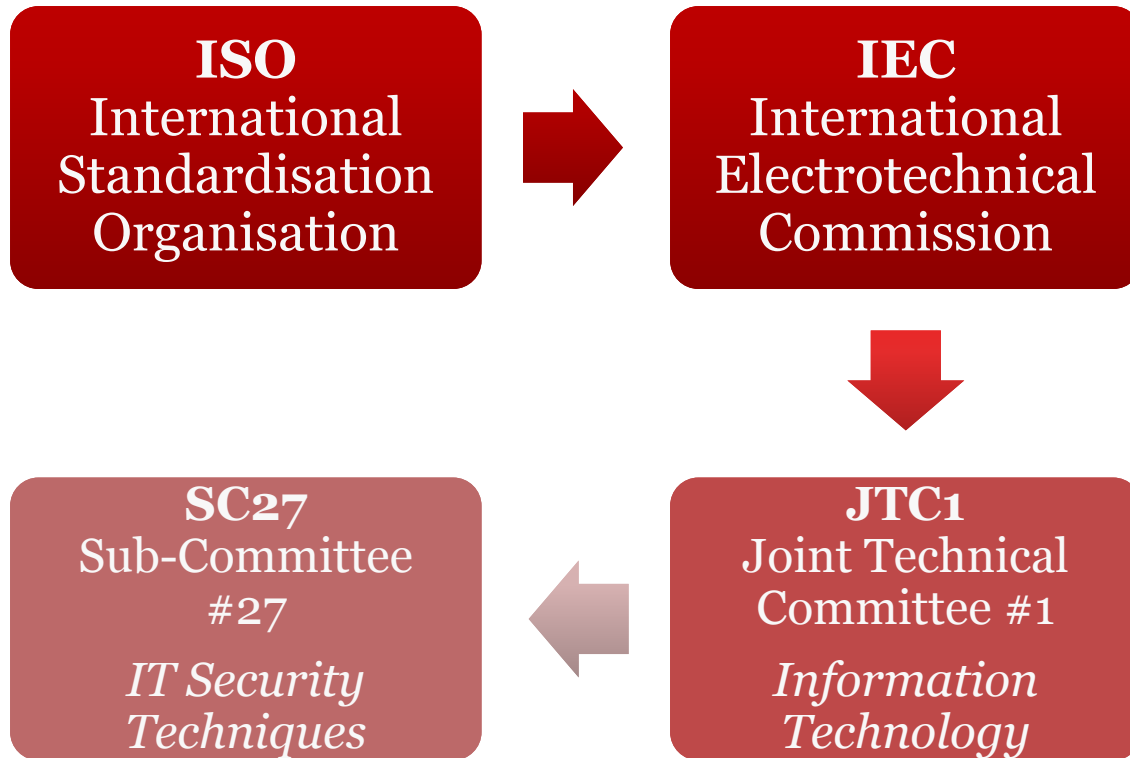 ISO
International
Standardisation
Organisation
IEC
International
Electrotechnical
Commission
JTC1
Joint Technical
Committee #1
Information
Technology
SC27
Sub-Committee
#27
IT Security
Techniques